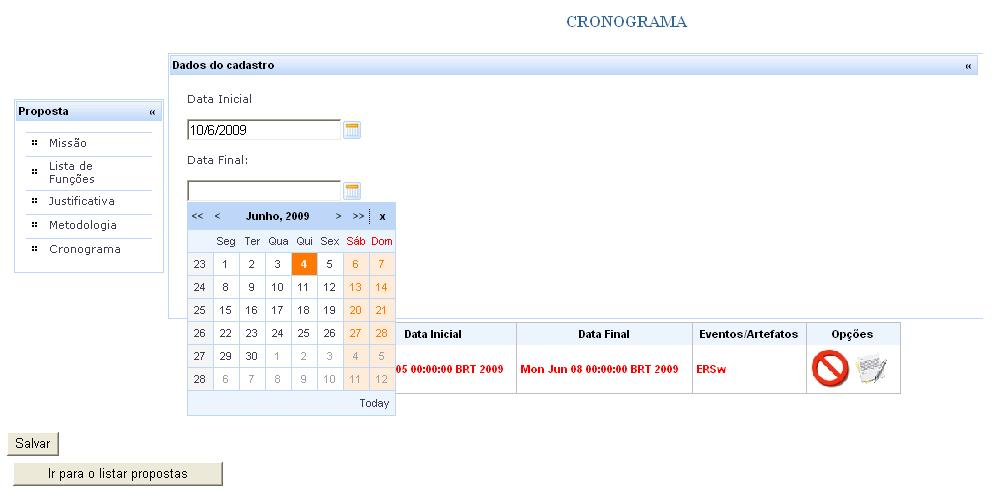 CRONOGRAMA
Dados do cadastro «
Proposta «
Missão
Lista de
Funções
Justificativa
Metodologia
Cronograma
Data Inicial
10/6/2009
Data Final:
<< < Junho, 2009 > >> x
Seg Ter Qua Qui Sex Sáb Dom
23 1 2 3 4 5 6 7
24 8 9 10 11 12 13 14
25 15 16 17 18 19 20 21
26 22 23 24 25 26 27 28
27 29 30 1 2 3 4 5
28 6 7 8 9 10 11 12
Today
Data Inicial Data Final Eventos/Artefatos Opções
05 00:00:00 BRT 2009 Mon Jun 08 00:00:00 BRT 2009 ERSw
Salvar
Ir para o listar propostas